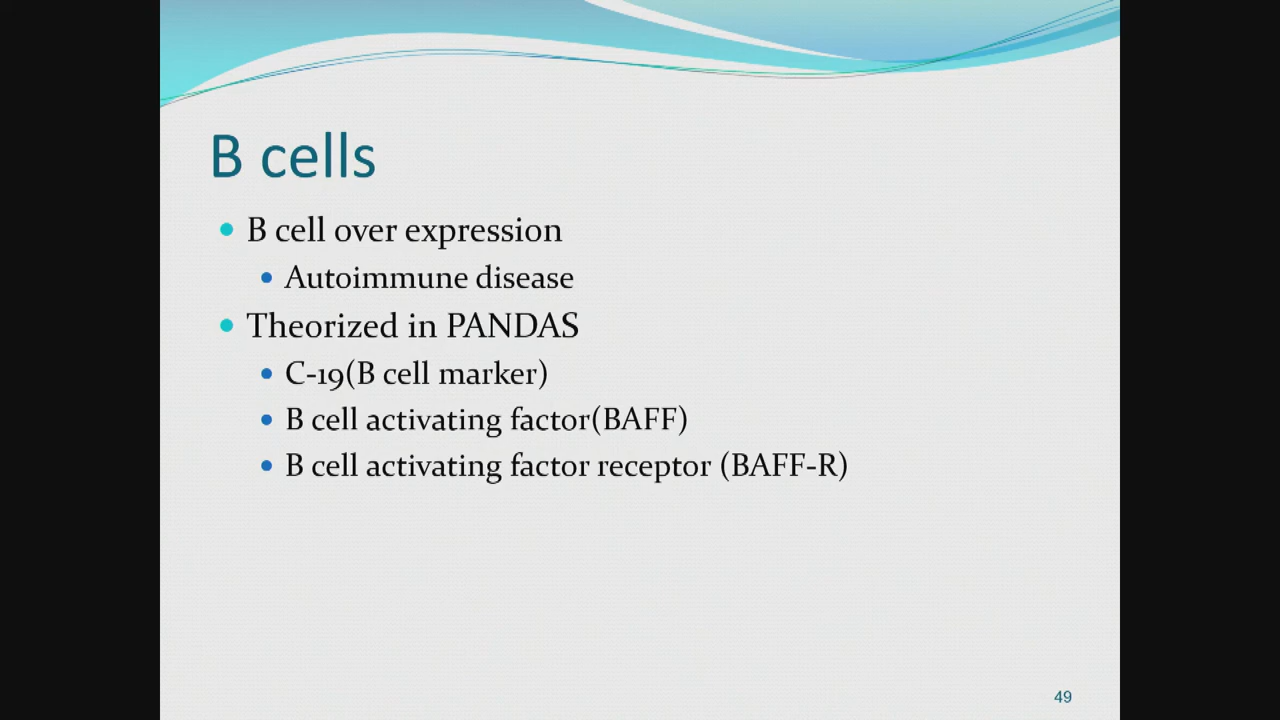 B cells
B cell over expression
Autoimmune disease
Theorized in PANDAS
C-19(B cell marker)
B cell activating factor(BAFF)
B cell activating factor receptor (BAFF-R)
49